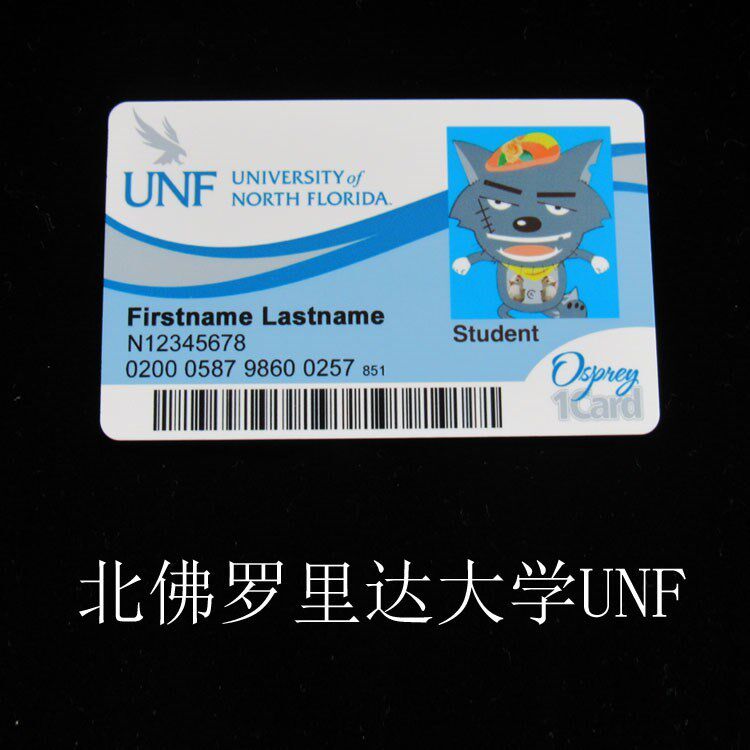 UNF UNIVERSITY of
NORTH FLORIDA
Firstname Lastname
N12345678
0200 0587 9860 0257 851
Student
Osprey
1Card
北佛罗里达大学UNF